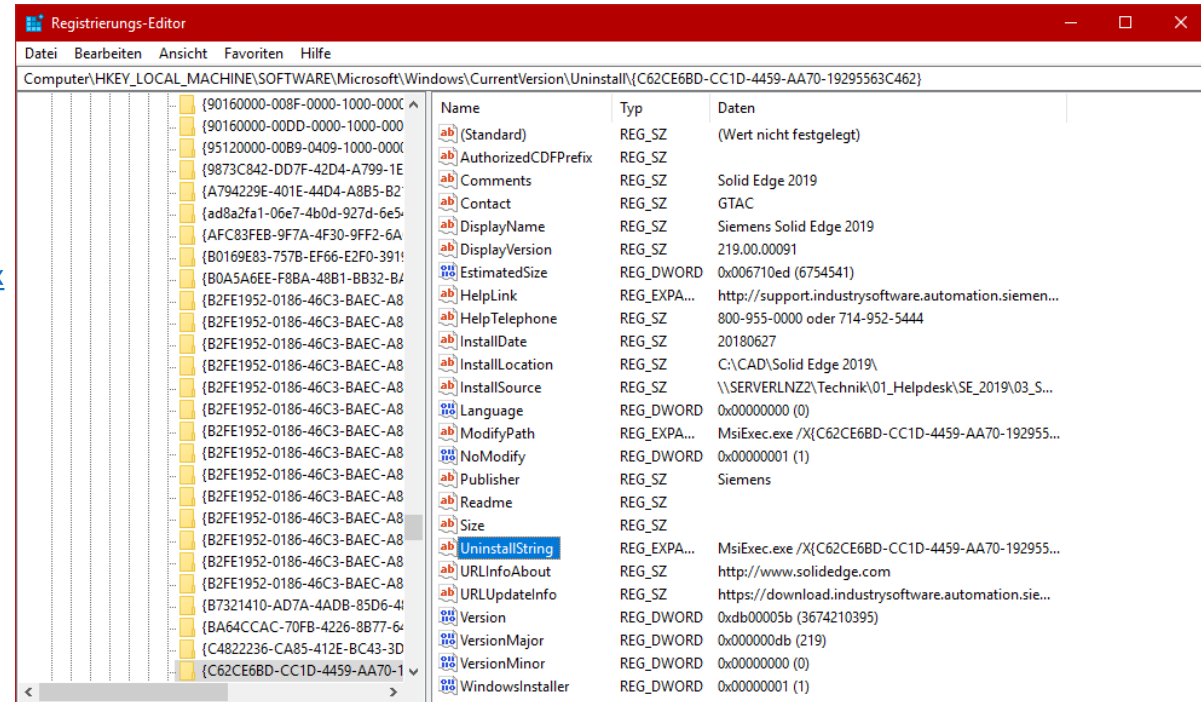 Registrierungs-Editor
Datei Bearbeiten Ansicht Favoriten Hilfe
Computer\HKEY_LOCAL_MACHINE\SOFTWARE\Microsoft\Windows\CurrentVersion\Uninstall\{C62CE6BD-CC1D-4459-AA70-19295563C462}
{90160000-008F-0000-1000-0000
{90160000-00DD-0000-1000-000
{95120000-00B9-0409-1000-0000
{9873C842-DD7F-42D4-A799-1E
{A794229E-401E-44D4-A8B5-B2
{ad8a2fa1-06e7-4b0d-927d-6e54
{AFC83FEB-9F7A-4F30-9FF2-6A
{B0169E83-757B-EF66-E2F0-391
{B0A5A6EE-F8BA-48B1-BB32-BA
{B2FE1952-0186-46C3-BAEC-A8
{B2FE1952-0186-46C3-BAEC-A8
{B2FE1952-0186-46C3-BAEC-A8
{B2FE1952-0186-46C3-BAEC-A8
{B2FE1952-0186-46C3-BAEC-A8
{B2FE1952-0186-46C3-BAEC-A8
{B2FE1952-0186-46C3-BAEC-A8
{B2FE1952-0186-46C3-BAEC-A8
{B2FE1952-0186-46C3-BAEC-A8
{B2FE1952-0186-46C3-BAEC-A8
{B2FE1952-0186-46C3-BAEC-A8
{B2FE1952-0186-46C3-BAEC-A8
{B2FE1952-0186-46C3-BAEC-A8
{B2FE1952-0186-46C3-BAEC-A8
{B7321410-AD7A-4ADB-85D6-48
{BA64CCAC-70FB-4226-8B77-64
{C4822236-CA85-412E-BC43-3D
{C62CE6BD-CC1D-4459-AA70-1
Name Typ Daten
(Standard) REG_SZ (Wert nicht festgelegt)
AuthorizedCDFPrefix REG_SZ
Comments REG_SZ Solid Edge 2019
Contact REG_SZ GTAC
DisplayName REG_SZ Siemens Solid Edge 2019
DisplayVersion REG_SZ 219.00.00091
EstimatedSize REG_DWORD 0x006710ed (6754541)
HelpLink REG_EXPA... http://support.industrysoftware.automation.siemen...
HelpTelephone REG_SZ 800-955-0000 oder 714-952-5444
InstallDate REG_SZ 20180627
InstallLocation REG_SZ C:\CAD\Solid Edge 2019\
InstallSource REG_SZ \\SERVERLNZ2\Technik\01_Helpdesk\SE_2019\03_S...
Language REG_DWORD 0x00000000 (0)
ModifyPath REG_EXPA... MsiExec.exe /X{C62CE6BD-CC1D-4459-AA70-192955...
NoModify REG_DWORD 0x00000001 (1)
Publisher REG_SZ Siemens
Readme REG_SZ
Size REG_SZ
UninstallString REG_EXPA... MsiExec.exe /X{C62CE6BD-CC1D-4459-AA70-192955...
URLInfoAbout REG_SZ http://www.solidedge.com
URLUpdateInfo REG_SZ https://download.industrysoftware.automation.sie...
Version REG_DWORD 0xdb00005b (3674210395)
VersionMajor REG_DWORD 0x000000db (219)
VersionMinor REG_DWORD 0x00000000 (0)
WindowsInstaller REG_DWORD 0x00000001 (1)